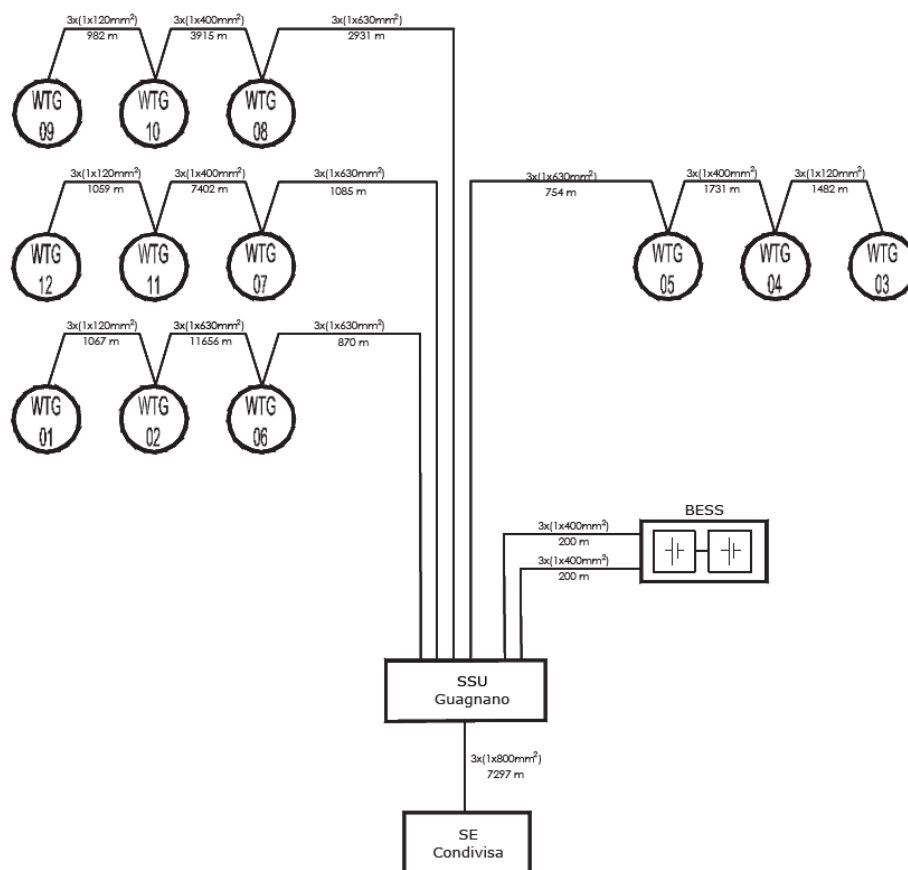 3x(1x120mm²)
982 m
3x(1x400mm²)
3915 m
3x(1x630mm²)
2931 m
WTG
09
WTG
10
WTG
08
3x(1x120mm²)
1059 m
3x(1x400mm²)
7402 m
3x(1x630mm²)
1085 m
WTG
12
WTG
11
WTG
07
3x(1x630mm²)
754 m
3x(1x400mm²)
1731 m
3x(1x120mm²)
1482 m
WTG
05
WTG
04
WTG
03
3x(1x120mm²)
1067 m
3x(1x630mm²)
11656 m
3x(1x630mm²)
870 m
WTG
01
WTG
02
WTG
06
BESS
3x(1x400mm²)
200 m
3x(1x400mm²)
200 m
SSU
Guagnano
3x(1x800mm²)
7297 m
SE
Condivisa